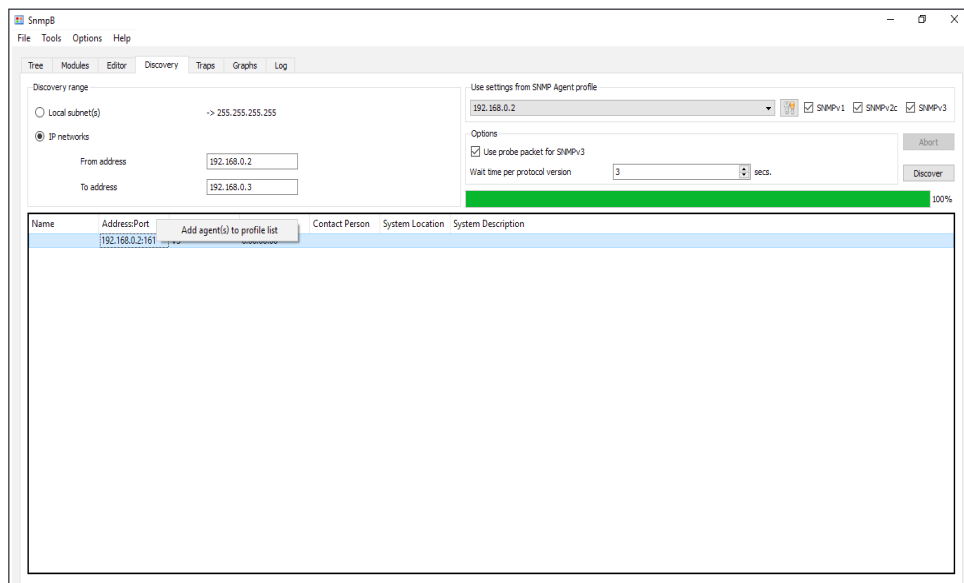 SnmpB
File Tools Options Help
Tree Modules Editor Discovery Traps Graphs Log
Discovery range
Local subnet(s) -> 255.255.255.255
IP networks
From address 192.168.0.2
To address 192.168.0.3
Use settings from SNMP Agent profile
192.168.0.2 SNMPv1 SNMPv2c SNMPv3
Options
Use probe packet for SNMPv3
Wait time per protocol version 3 secs.
Abort
Discover
100%
Name Address:Port Contact Person System Location System Description
Add agent(s) to profile list
192.168.0.2:161